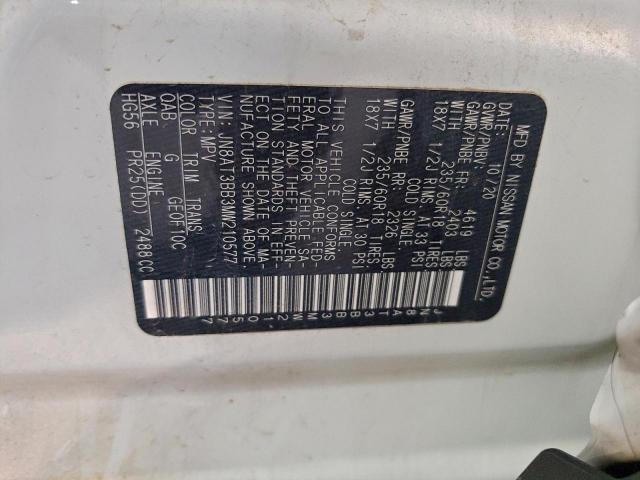 MFD BY NISSAN MOTOR CO.,LTD.
DATE: 10/20
GVWR/PNBV: 4619 LBS
GAWR/PNBE FR: 2403 LBS
WITH 235/60R18 TIRES
18X7 1/2J RIMS, AT 33 PSI
COLD SINGLE
GAWR/PNBE RR: 2326 LBS
WITH 235/60R18 TIRES
18X7 1/2J RIMS, AT 30 PSI
COLD SINGLE
THIS VEHICLE CONFORMS
TO ALL APPLICABLE FED-
ERAL MOTOR VEHICLE SA-
FETY AND THEFT PREVEN-
TION STANDARDS IN EFF-
ECT ON THE DATE OF MA-
NUFACTURE SHOWN ABOVE.
VIN: JN8AT3BB3MW210577
TYPE: MPV
COLOR TRIM TRANS
QAB G GE0F10C
AXLE ENGINE
HG56 PR25(DD) 2488CC
JN8AT3BB3MW210577